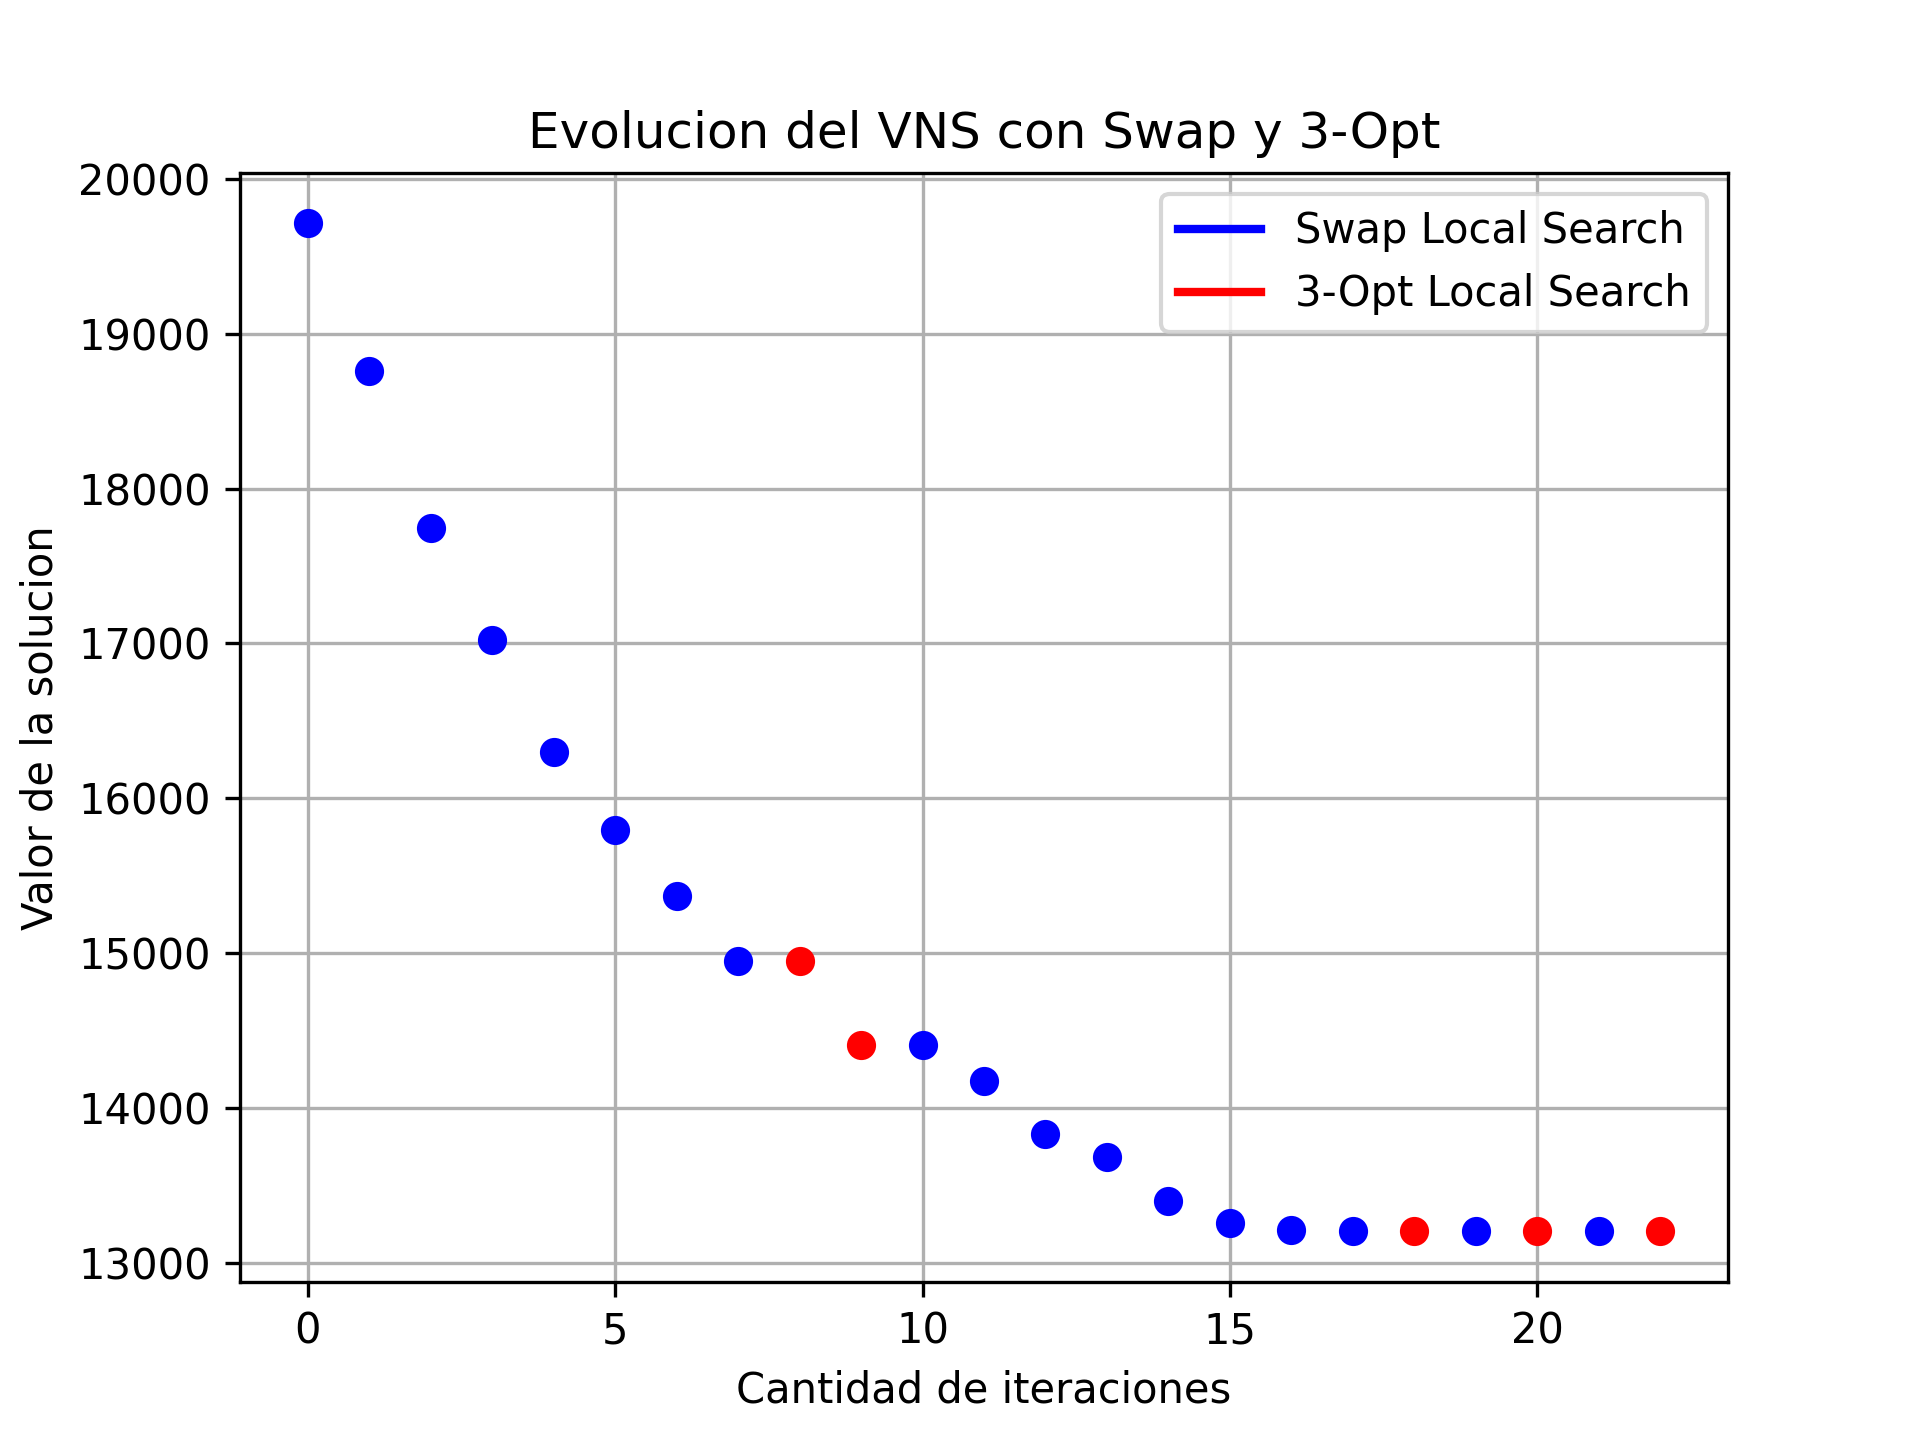 Evolucion del VNS con Swap y 3-Opt
Swap Local Search
3-Opt Local Search
Valor de la solucion
20000
19000
18000
17000
16000
15000
14000
13000
0 5 10 15 20
Cantidad de iteraciones